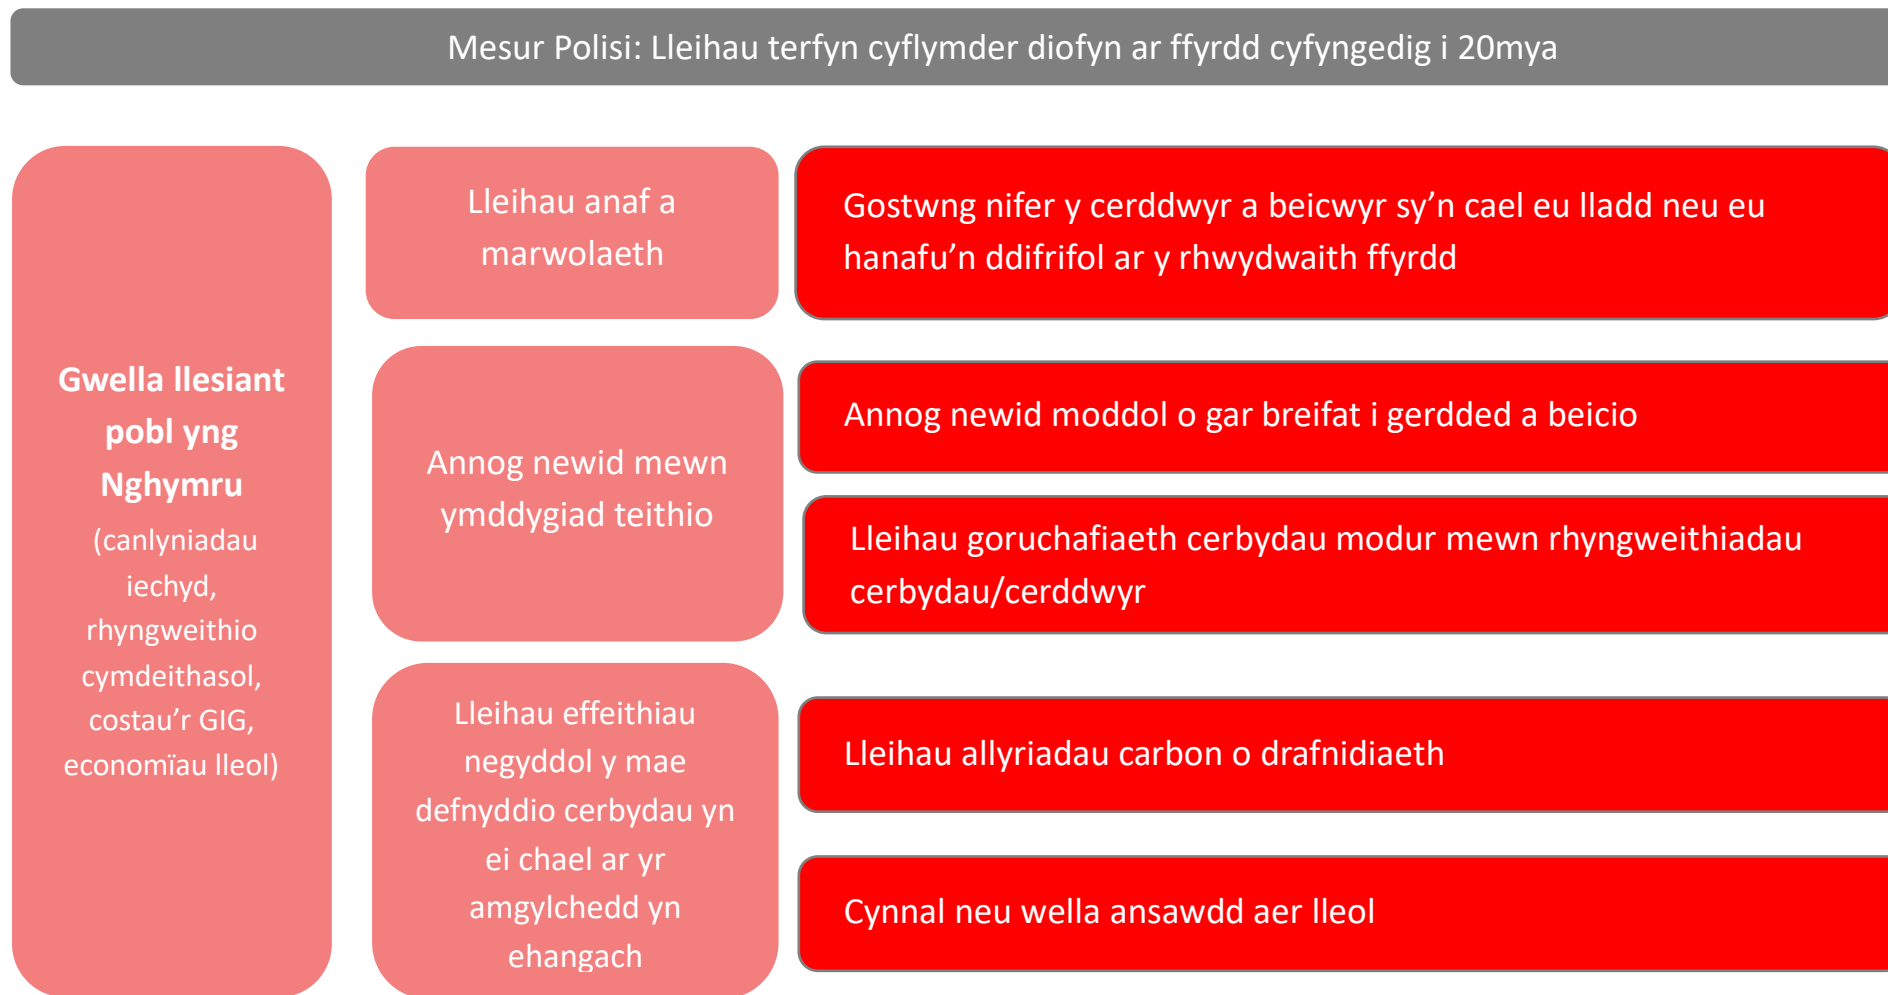 Mesur Polisi: Lleihau terfyn cyflymder diofyn ar ffyrdd cyfyngedig i 20mya
Gwella llesiant
pobl yng
Nghymru
(canlyniadau
iechyd,
rhyngweithio
cymdeithasol,
costau’r GIG,
economïau lleol)
Lleihau anaf a
marwolaeth
Gostwng nifer y cerddwyr a beicwyr sy’n cael eu lladd neu eu
hanafu’n ddifrifol ar y rhwydwaith ffyrdd
Annog newid mewn
ymddygiad teithio
Annog newid moddol o gar breifat i gerdded a beicio
Lleihau goruchafiaeth cerbydau modur mewn rhyngweithiadau
cerbydau/cerddwyr
Lleihau effeithiau
negyddol y mae
defnyddio cerbydau yn
ei chael ar yr
amgylchedd yn
ehangach
Lleihau allyriadau carbon o drafnidiaeth
Cynnal neu wella ansawdd aer lleol